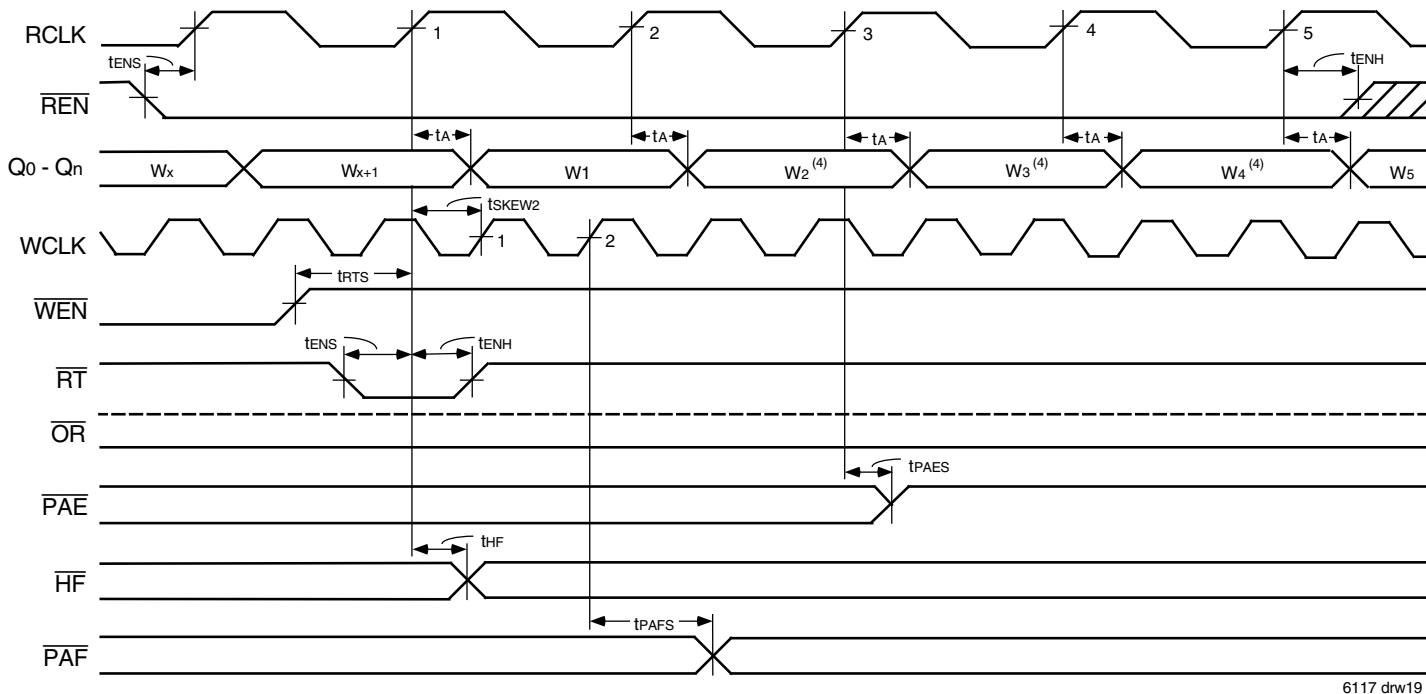 RCLK 1 2 3 4 5
tENS tENH
REN
tA tA tA tA tA
Q0 - Qn Wx Wx+1 W1 W2(4) W3(4) W4(4) W5
tSKEW2
WCLK 1 2
tRTS
WEN
tENS tENH
RT
OR
tPAES
PAE
tHF
HF
tPAFS
PAF
6117 drw19